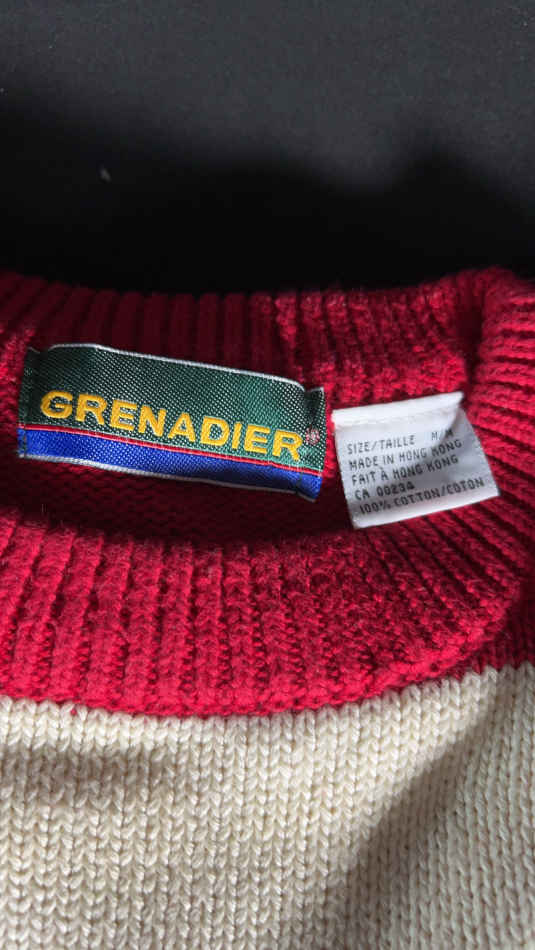 GRENADIER
SIZE/TAILLE M/M
MADE IN HONG KONG
FAIT À HONG KONG
CA 00234
100% COTTON/COTON